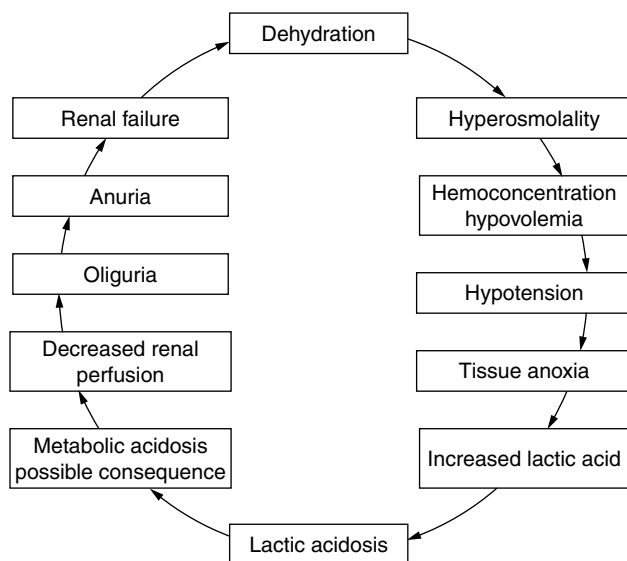 Dehydration
Hyperosmolality
Hemoconcentration
hypovolemia
Hypotension
Tissue anoxia
Increased lactic acid
Lactic acidosis
Metabolic acidosis
possible consequence
Decreased renal
perfusion
Oliguria
Anuria
Renal failure